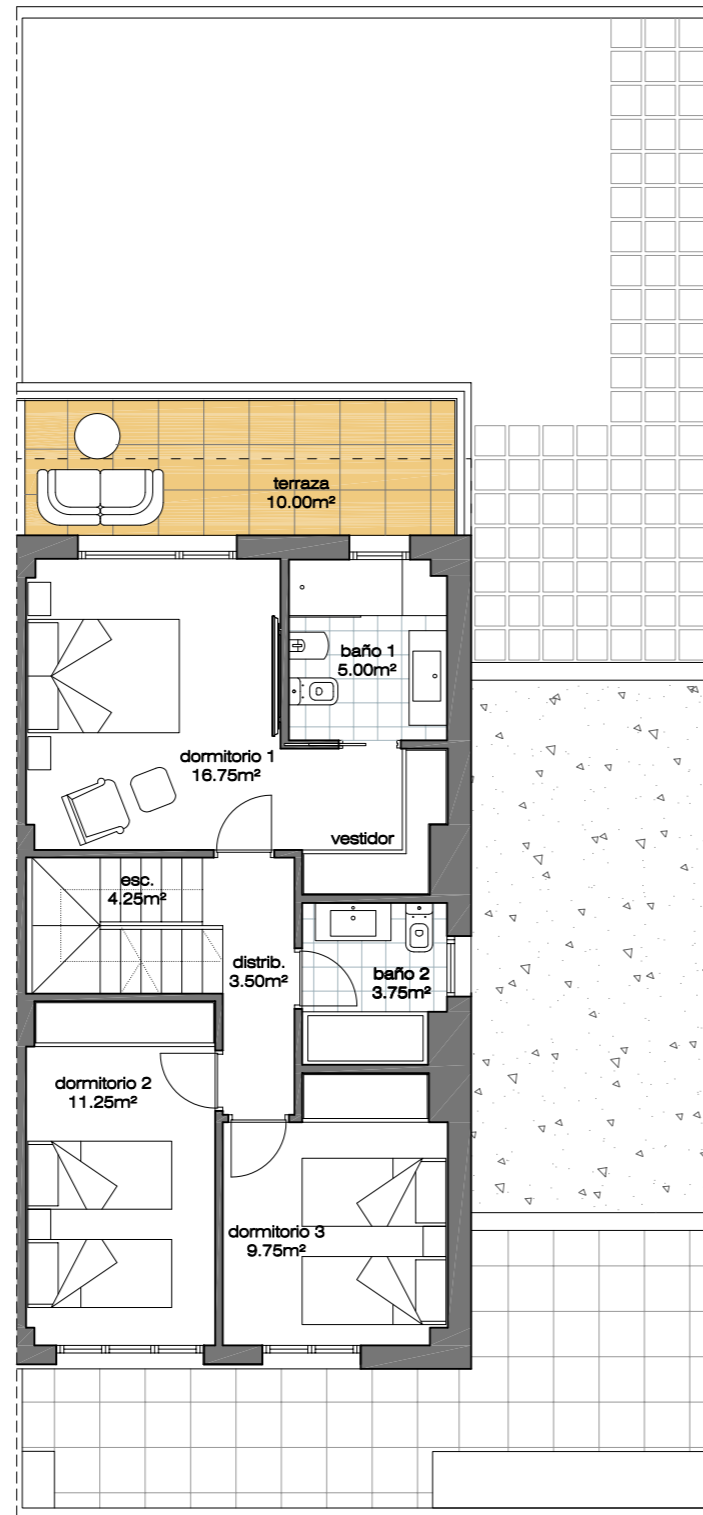 terraza
10.00m²
baño 1
5.00m²
dormitorio 1
16.75m²
vestidor
esc.
4.25m²
distrib.
3.50m²
baño 2
3.75m²
dormitorio 2
11.25m²
dormitorio 3
9.75m²